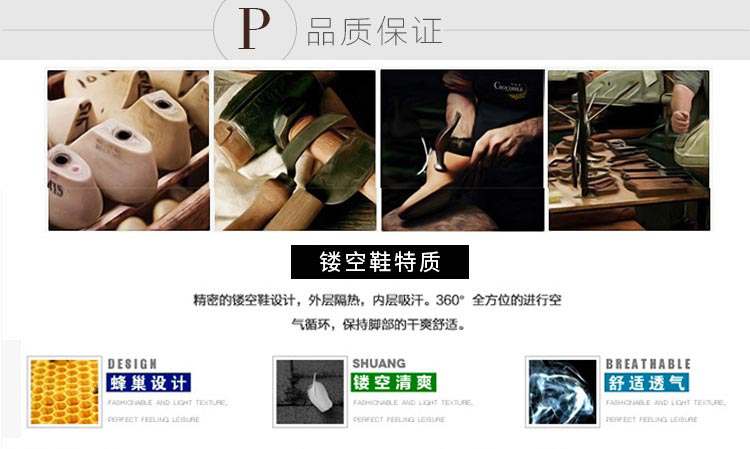 P 品质保证
镂空鞋特质
精密的镂空鞋设计，外层隔热，内层吸汗。360° 全方位的进行空
气循环，保持脚部的干爽舒适。
DESIGN
蜂巢设计
FASHIONABLE AND LIGHT TEXTURE,
PERFECT FEELING LEISURE
SHUANG
镂空清爽
FASHIONABLE AND LIGHT TEXTURE,
PERFECT FEELING LEISURE
BREATHABLE
舒适透气
FASHIONABLE AND LIGHT TEXTURE,
PERFECT FEELING LEISURE